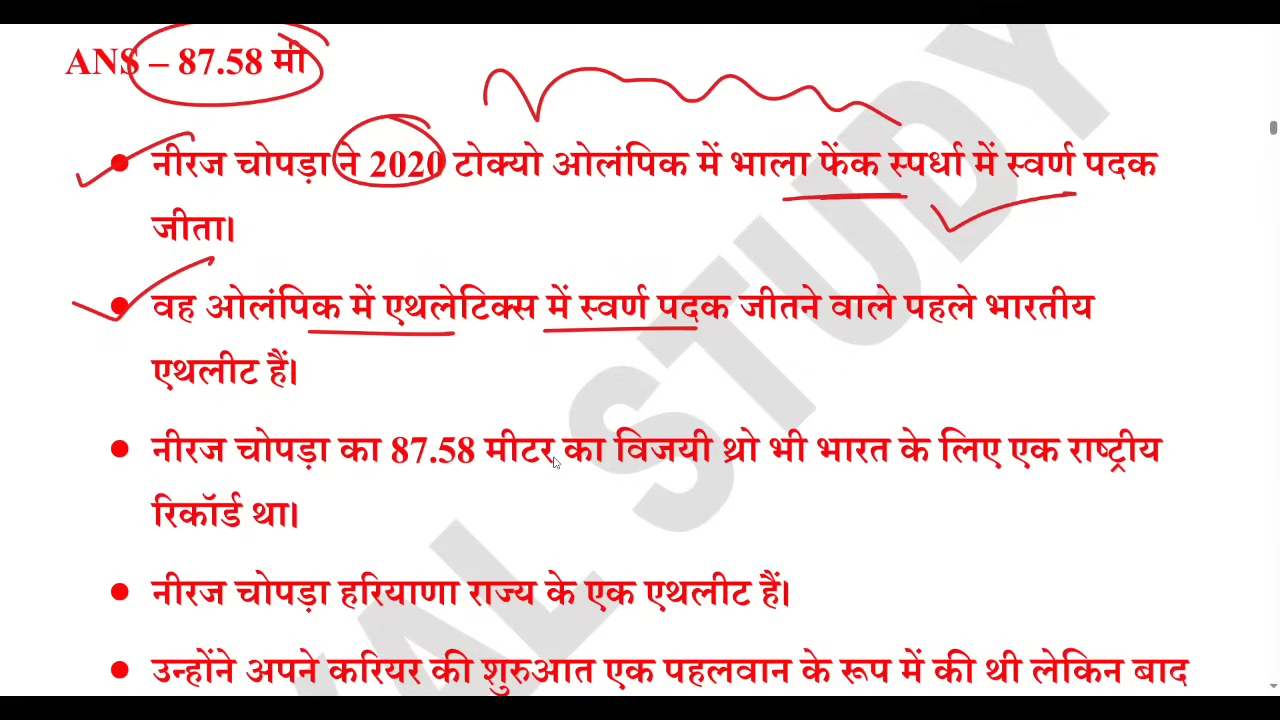 ANS – 87.58 मी
नीरज चोपड़ा ने 2020 टोक्यो ओलंपिक में भाला फेंक स्पर्धा में स्वर्ण पदक
जीता।
वह ओलंपिक में एथलेटिक्स में स्वर्ण पदक जीतने वाले पहले भारतीय
एथलीट हैं।
नीरज चोपड़ा का 87.58 मीटर का विजयी थ्रो भी भारत के लिए एक राष्ट्रीय
रिकॉर्ड था।
नीरज चोपड़ा हरियाणा राज्य के एक एथलीट हैं।
उन्होंने अपने करियर की शुरुआत एक पहलवान के रूप में की थी लेकिन बाद
STUDY